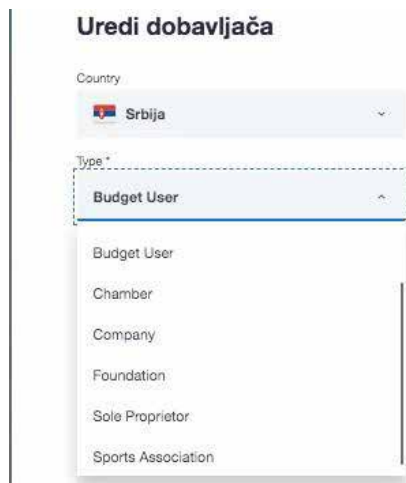 Uredi dobavljača
Country
Srbija
Type *
Budget User
Budget User
Chamber
Company
Foundation
Sole Proprietor
Sports Association